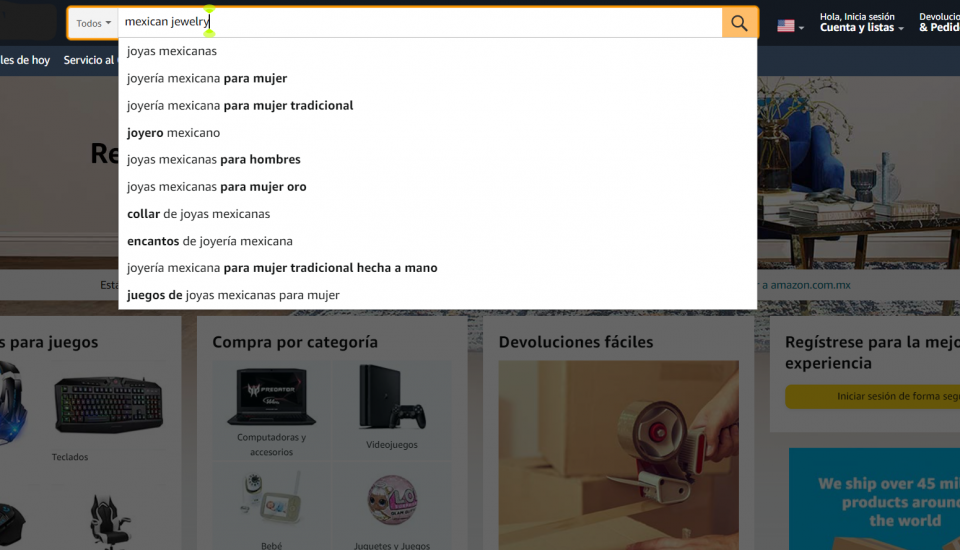 Todos
mexican jewelry
Hola, Inicia sesión
Cuenta y listas
Devolucio
& Pedid
les de hoy
Servicio al
joyas mexicanas
joyería mexicana para mujer
joyería mexicana para mujer tradicional
joyero mexicano
joyas mexicanas para hombres
joyas mexicanas para mujer oro
collar de joyas mexicanas
encantos de joyería mexicana
joyería mexicana para mujer tradicional hecha a mano
juegos de joyas mexicanas para mujer
Re
Esta
r a amazon.com.mx
s para juegos
Teclados
Compra por categoría
PREDATOR
Computadoras y
accesorios
Videojuegos
Bebé
Juguetes y Juegos
Devoluciones fáciles
Regístrese para la mejo
experiencia
Iniciar sesión de forma segu
We ship over 45 mil
products aroun
the world